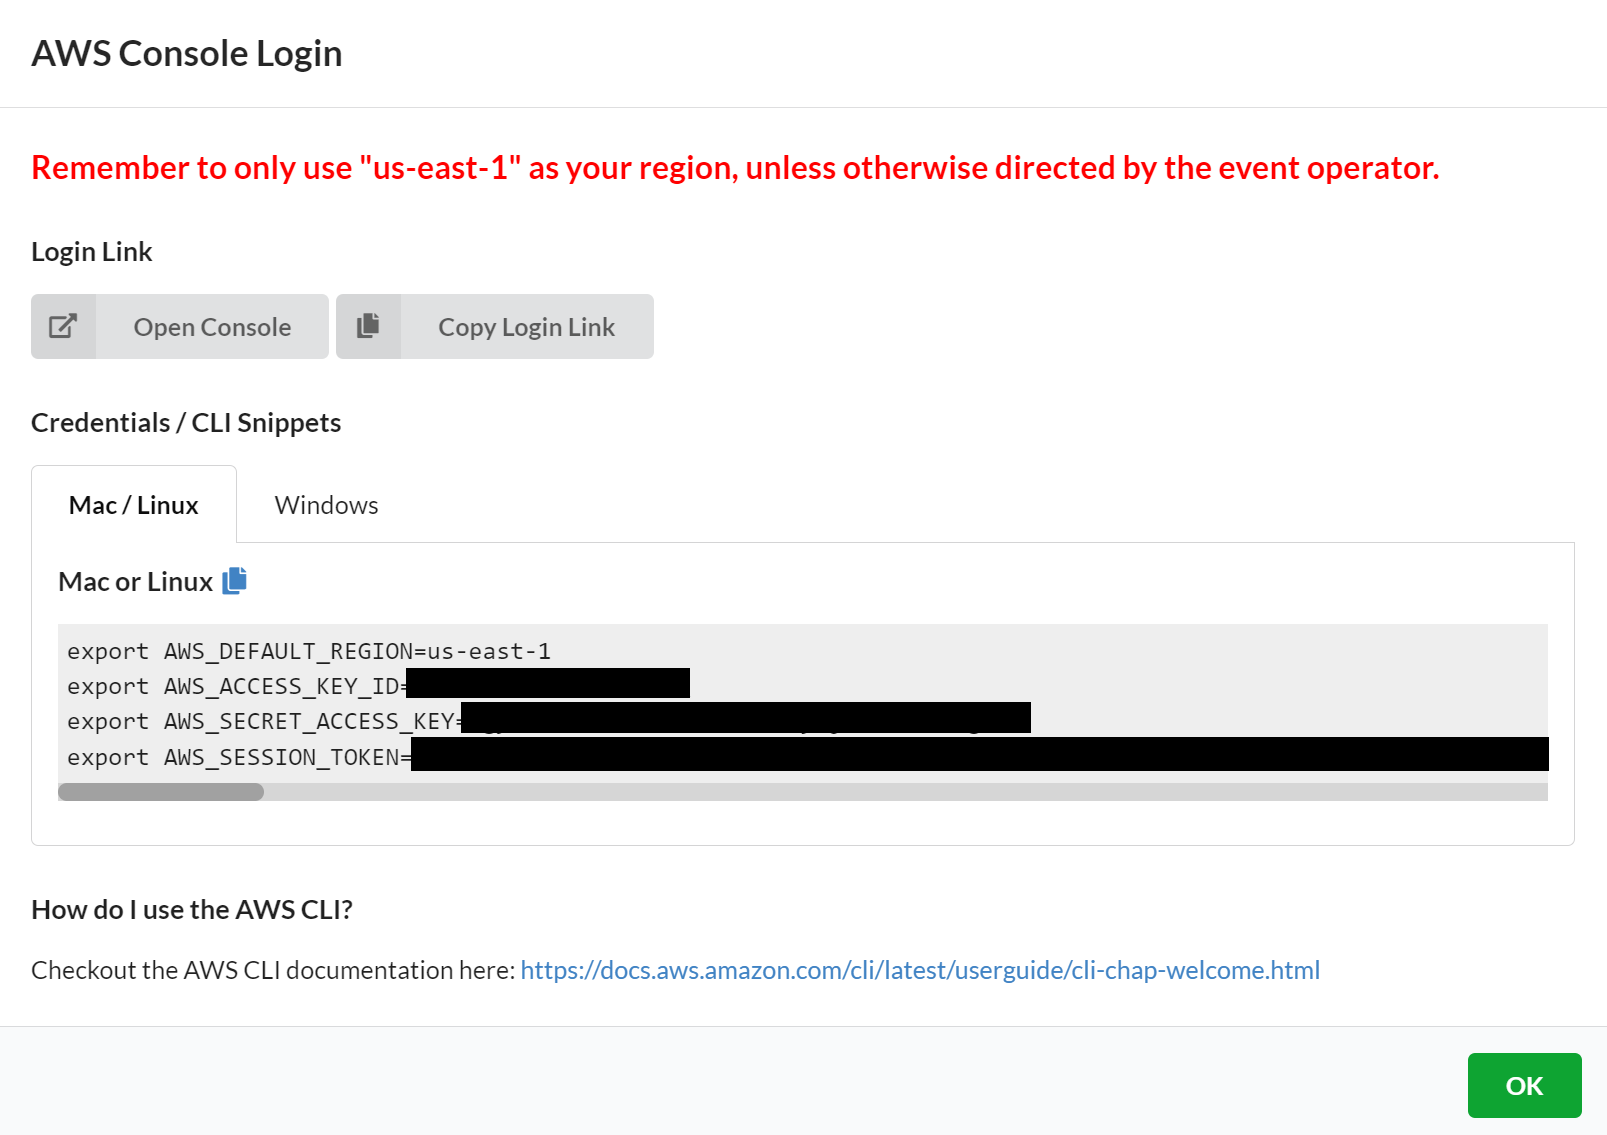 AWS Console Login
Remember to only use "us-east-1" as your region, unless otherwise directed by the event operator.
Login Link
Open Console
Copy Login Link
Credentials / CLI Snippets
Mac / Linux
Windows
Mac or Linux
export AWS_DEFAULT_REGION=us-east-1
export AWS_ACCESS_KEY_ID=
export AWS_SECRET_ACCESS_KEY=
export AWS_SESSION_TOKEN=
How do I use the AWS CLI?
Checkout the AWS CLI documentation here: https://docs.aws.amazon.com/cli/latest/userguide/cli-chap-welcome.html
OK